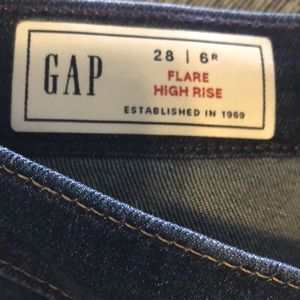 GAP
28 | 6R
FLARE
HIGH RISE
ESTABLISHED IN 1969